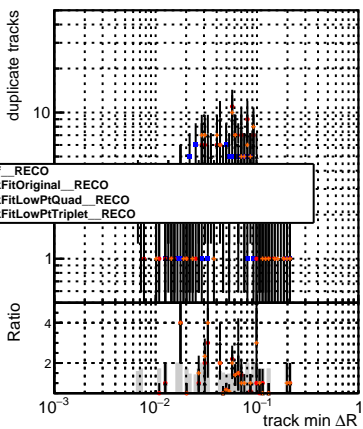 duplicate tracks
10
__RECO
FitOriginal__RECO
FitLowPtQuad__RECO
FitLowPtTriplet__RECO
1
Ratio
4
2
10⁻³ 10⁻² 10⁻¹ 1
track min ΔR